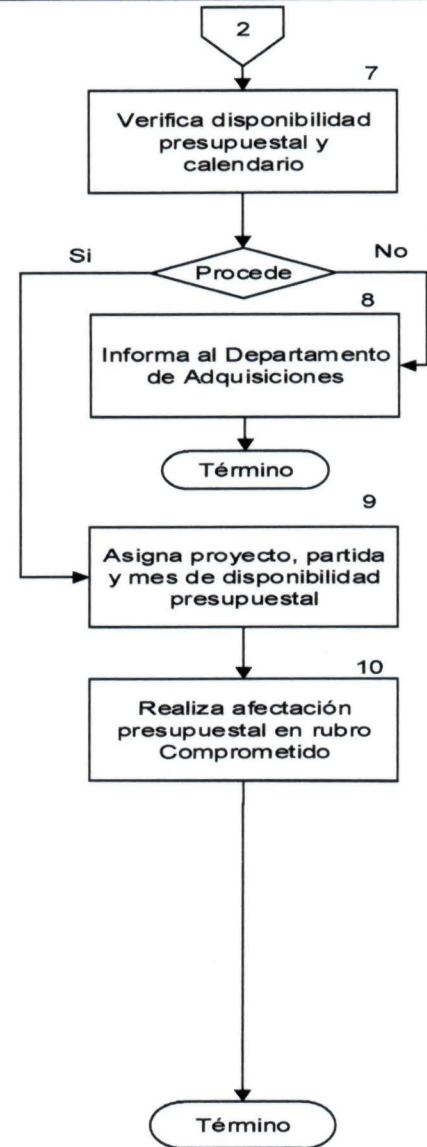 2
7
Verifica disponibilidad
presupuestal y
calendario
Si
Procede
No
8
Informa al Departamento
de Adquisiciones
Término
9
Asigna proyecto, partida
y mes de disponibilidad
presupuestal
10
Realiza afectación
presupuestal en rubro
Comprometido
Término